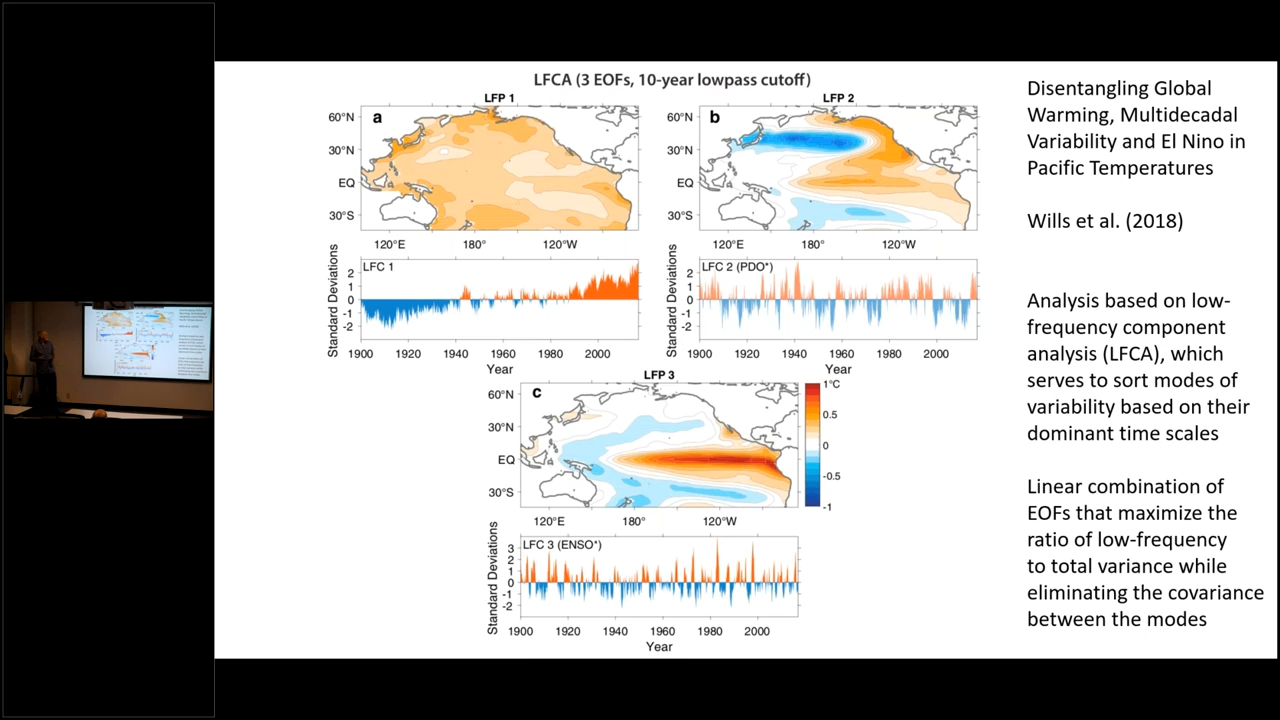 LFCA (3 EOFs, 10-year lowpass cutoff)
LFP 1
a
60°N
30°N
EQ
30°S
120°E 180° 120°W
LFP 2
b
60°N
30°N
EQ
30°S
120°E 180° 120°W
Standard Deviations
LFC 1
2
1
0
-1
-2
1900 1920 1940 1960 1980 2000
Year
Standard Deviations
LFC 2 (PDO*)
2
1
0
-1
-2
1900 1920 1940 1960 1980 2000
Year
LFP 3
c
60°N
30°N
EQ
30°S
120°E 180° 120°W
1°C
0.5
0
-0.5
-1
Standard Deviations
LFC 3 (ENSO*)
3
2
1
0
-1
-2
1900 1920 1940 1960 1980 2000
Year
Disentangling Global
Warming, Multidecadal
Variability and El Nino in
Pacific Temperatures
Wills et al. (2018)
Analysis based on low-
frequency component
analysis (LFCA), which
serves to sort modes of
variability based on their
dominant time scales
Linear combination of
EOFs that maximize the
ratio of low-frequency
to total variance while
eliminating the covariance
between the modes